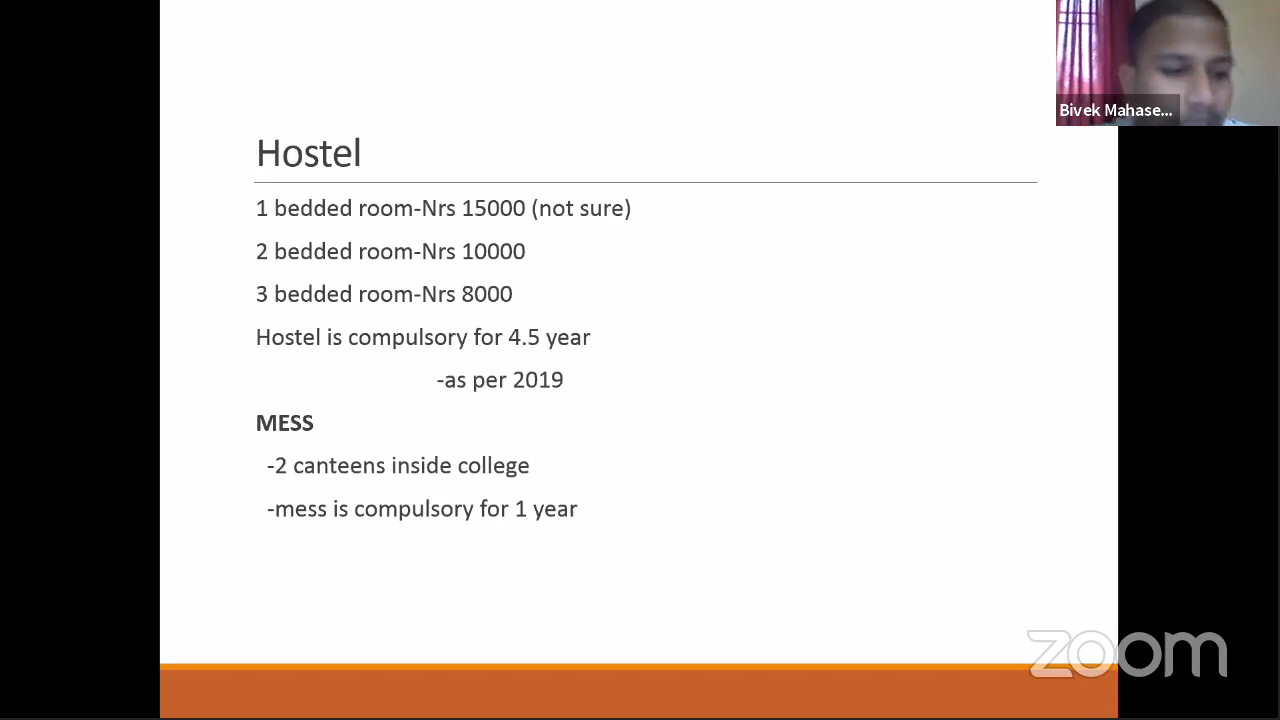 Bivek Mahase...
Hostel
1 bedded room-Nrs 15000 (not sure)
2 bedded room-Nrs 10000
3 bedded room-Nrs 8000
Hostel is compulsory for 4.5 year
-as per 2019
MESS
-2 canteens inside college
-mess is compulsory for 1 year
zoom